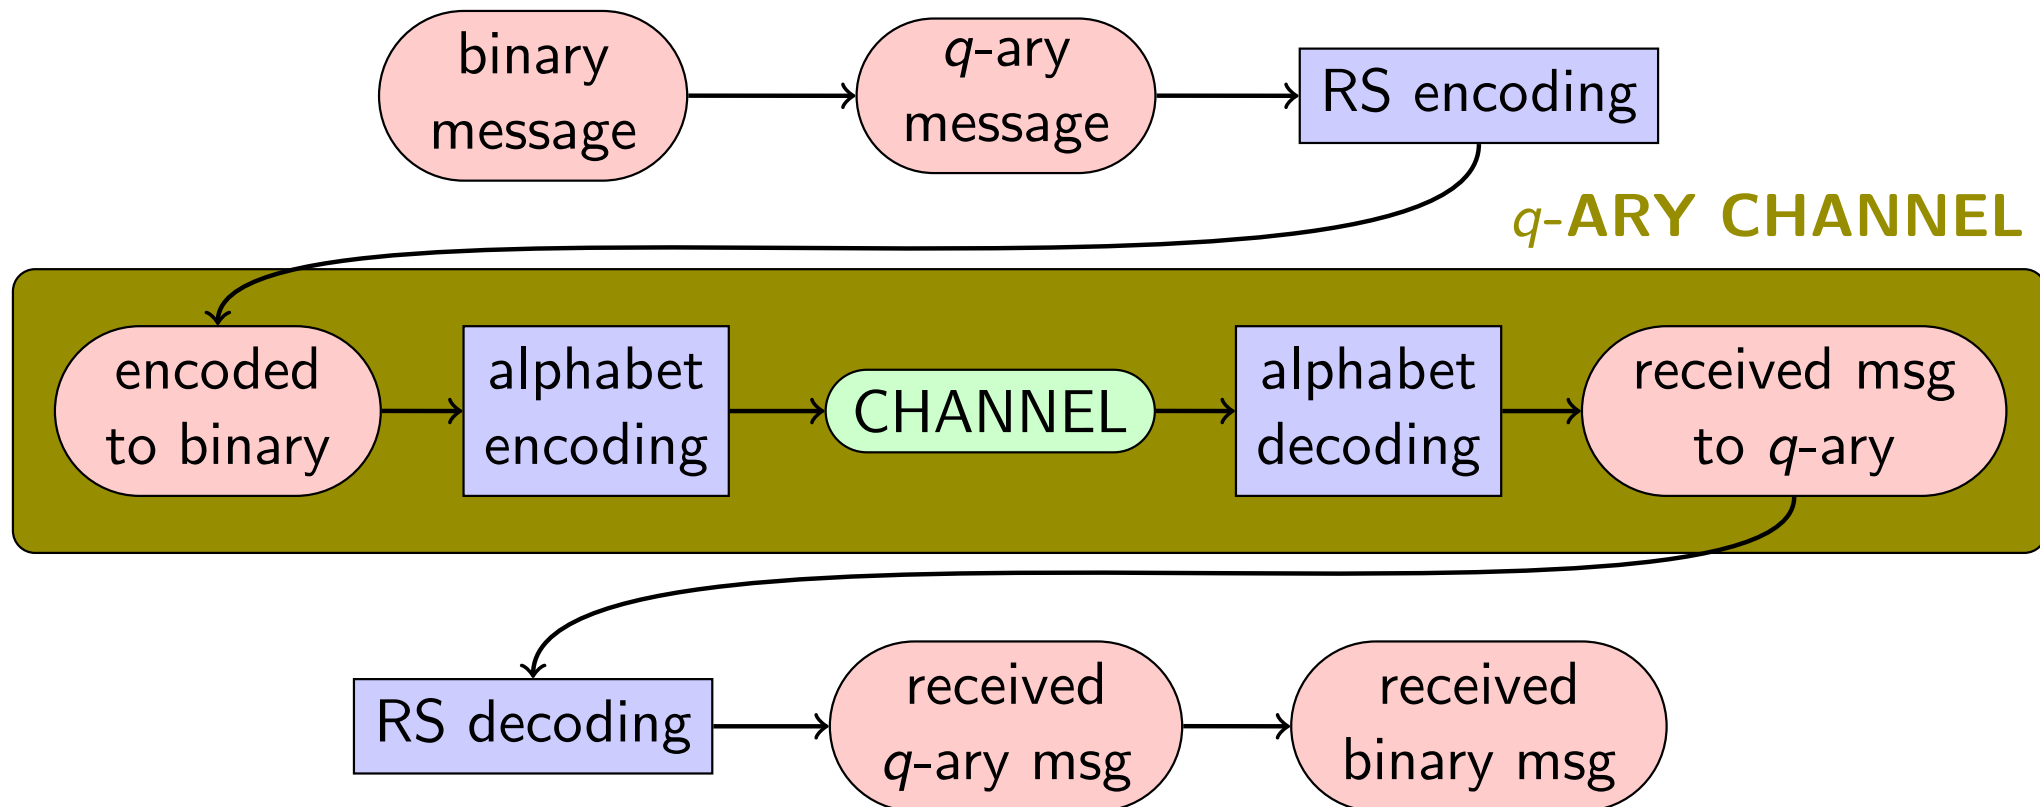 binary
message
q-ary
message
RS encoding
q-ARY CHANNEL
encoded
to binary
alphabet
encoding
CHANNEL
alphabet
decoding
received msg
to q-ary
RS decoding
received
q-ary msg
received
binary msg